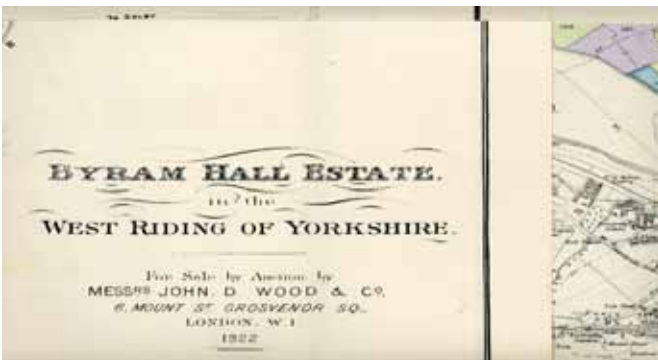 BYRAM HALL ESTATE.
in the
WEST RIDING OF YORKSHIRE.
For Sale by Auction by
MESSRS JOHN. D. WOOD & Co.
6, MOUNT ST GROSVENOR SQ.,
LONDON. W.1
1922